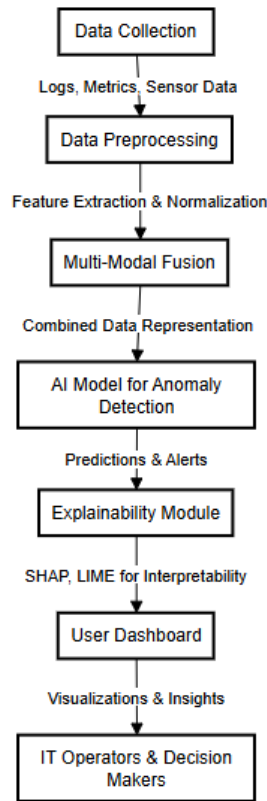 Data Collection
Logs, Metrics, Sensor Data
Data Preprocessing
Feature Extraction & Normalization
Multi-Modal Fusion
Combined Data Representation
AI Model for Anomaly
Detection
Predictions & Alerts
Explainability Module
SHAP, LIME for Interpretability
User Dashboard
Visualizations & Insights
IT Operators & Decision
Makers